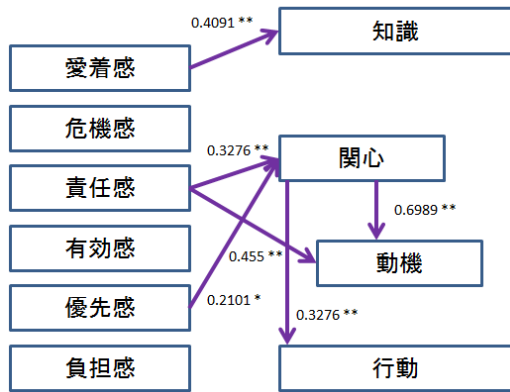 0.4091 **
知識
愛着感
危機感
0.3276 **
関心
責任感
0.6989 **
有効感
0.455 **
動機
優先感
0.2101 *
0.3276 **
負担感
行動